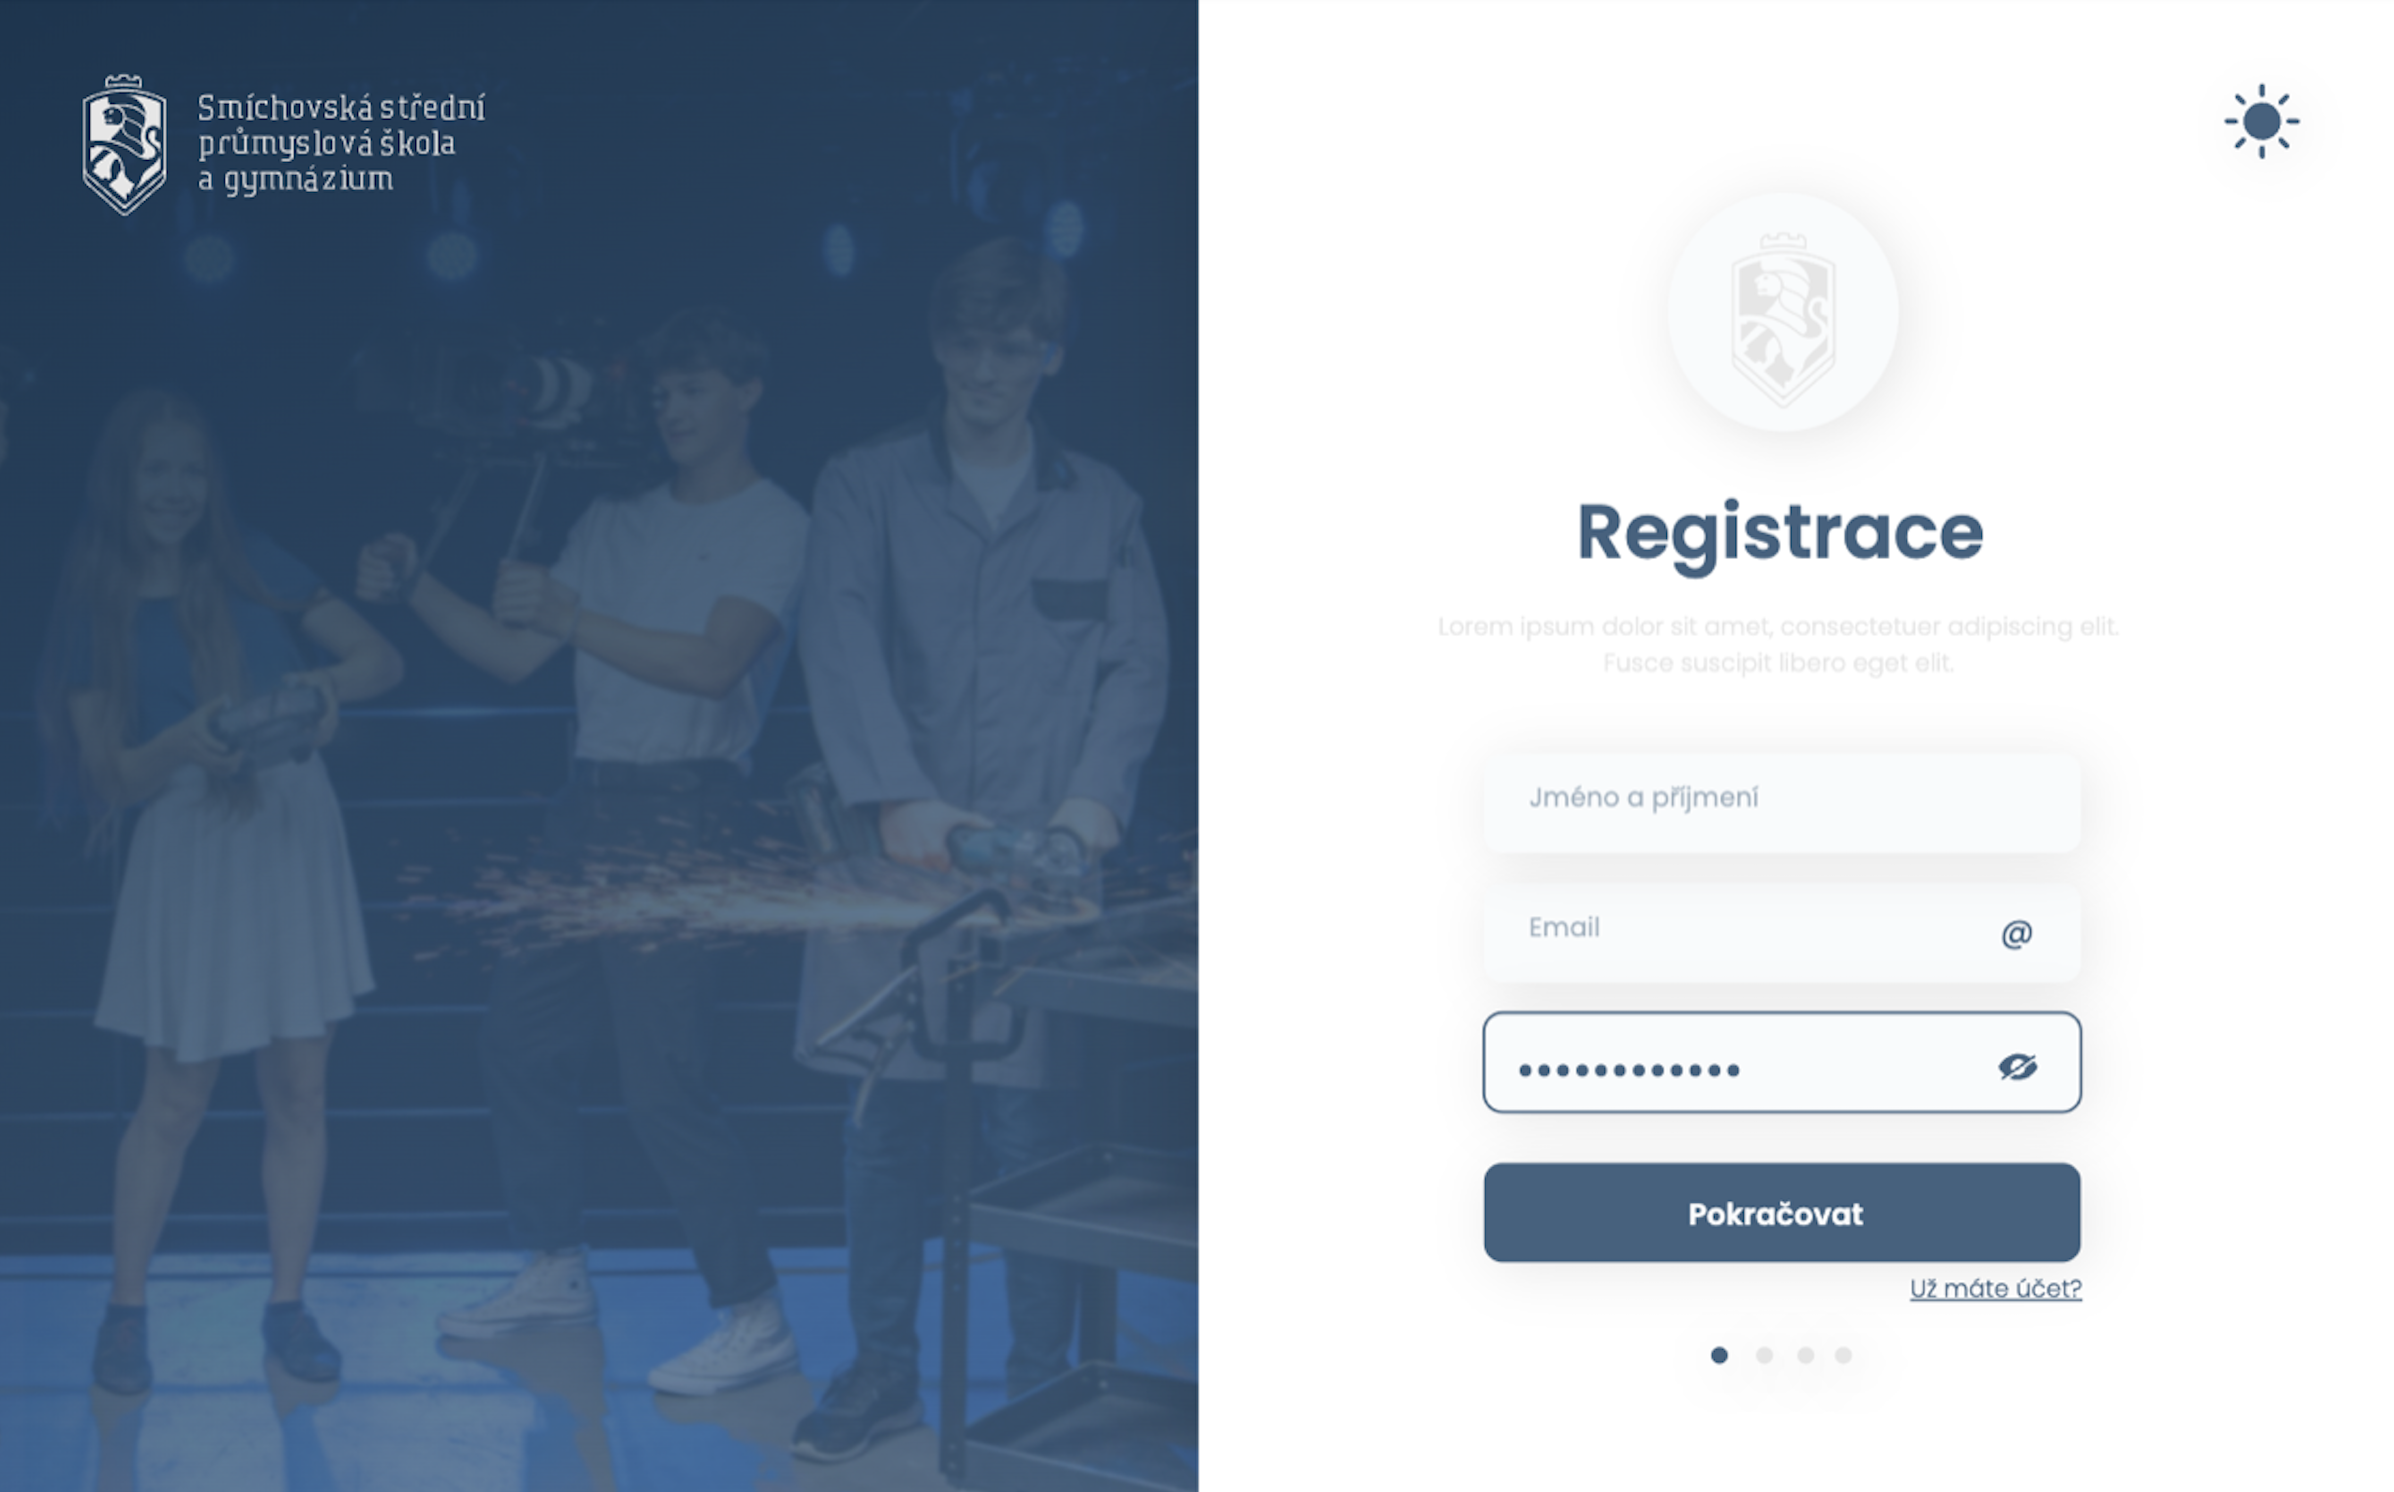 Smíchovská střední
průmyslová škola
a gymnázium
Registrace
Lorem ipsum dolor sit amet, consectetuer adipiscing elit.
Fusce suscipit libero eget elit.
Jméno a příjmení
Email
@
Pokračovat
Už máte účet?